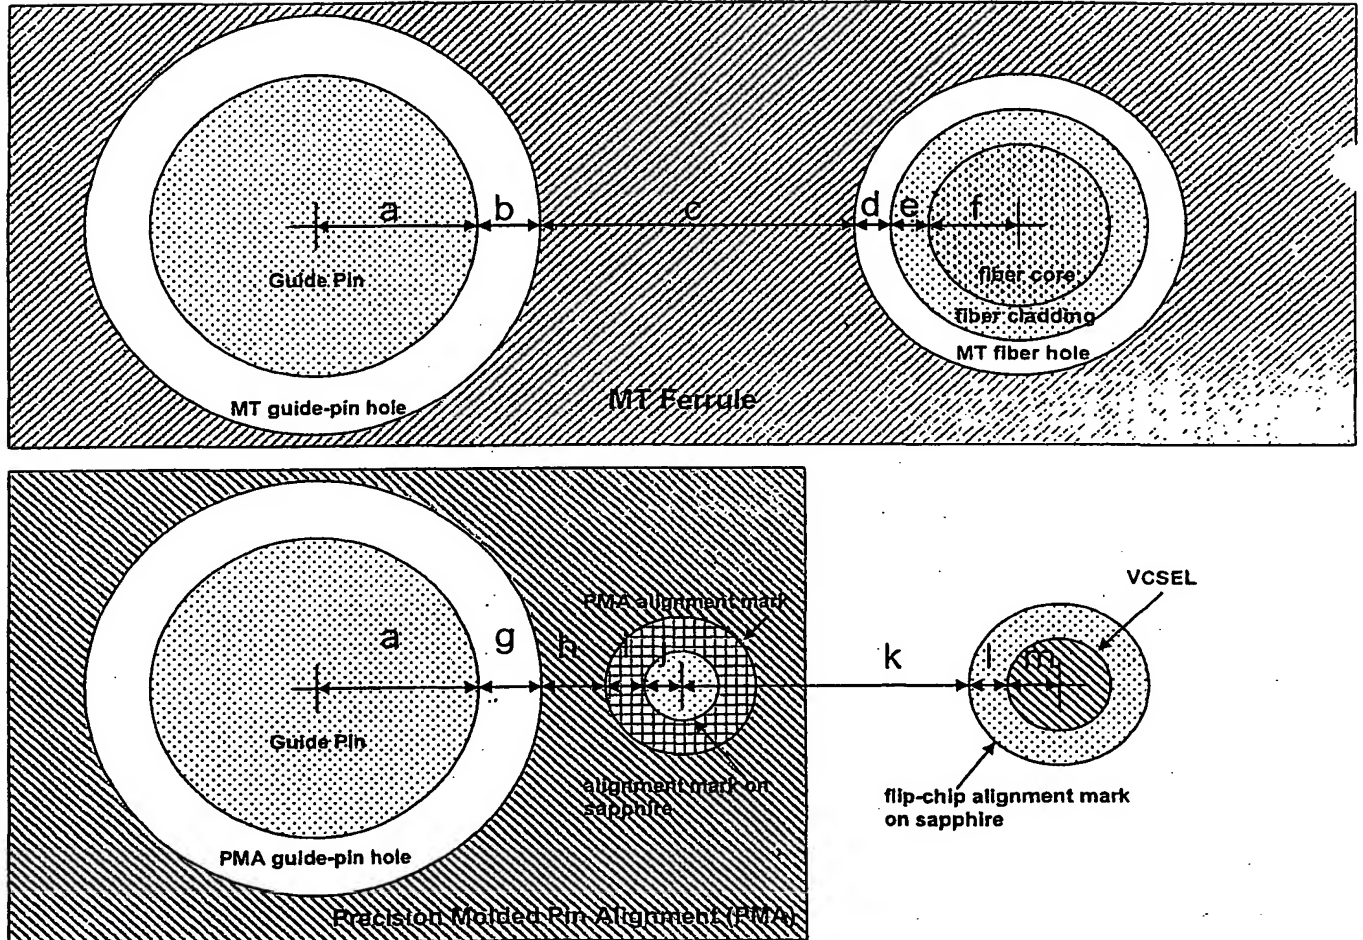 a
b
c
d
e
f
Guide Pin
fiber core
fiber cladding
MT fiber hole
MT guide-pin hole
MT Ferrule
PMA alignment mark
VCSEL
a
g
h
i
j
k
l
m
Guide Pin
alignment mark on
sapphire
flip-chip alignment mark
on sapphire
PMA guide-pin hole
Precision Molded Pin Alignment (PMA)